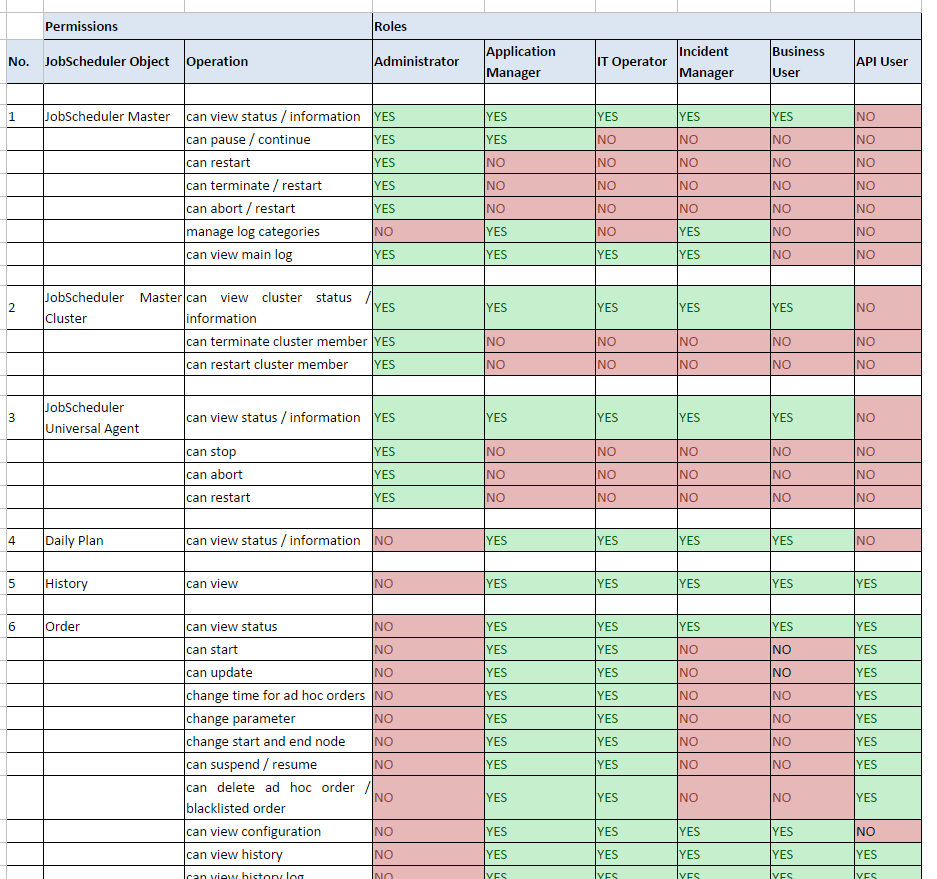 Permissions Roles
No. JobScheduler Object Operation Administrator Application Manager IT Operator Incident Manager Business User API User
1 JobScheduler Master can view status / information YES YES YES YES YES NO
can pause / continue YES YES NO NO NO NO
can restart YES NO NO NO NO NO
can terminate / restart YES NO NO NO NO NO
can abort / restart YES NO NO NO NO NO
manage log categories NO YES NO YES NO NO
can view main log YES YES YES YES NO NO
2 JobScheduler Master Cluster can view cluster status / information YES YES YES YES YES NO
can terminate cluster member YES NO NO NO NO NO
can restart cluster member YES NO NO NO NO NO
3 JobScheduler Universal Agent can view status / information YES YES YES YES YES NO
can stop YES NO NO NO NO NO
can abort YES NO NO NO NO NO
can restart YES NO NO NO NO NO
4 Daily Plan can view status / information NO YES YES YES YES NO
5 History can view NO YES YES YES YES YES
6 Order can view status NO YES YES YES YES YES
can start NO YES YES NO NO YES
can update NO YES YES NO NO YES
change time for ad hoc orders NO YES YES NO NO YES
change parameter NO YES YES NO NO YES
change start and end node NO YES YES NO NO YES
can suspend / resume NO YES YES NO NO YES
can delete ad hoc order / blacklisted order NO YES YES NO NO YES
can view configuration NO YES YES YES YES NO
can view history NO YES YES YES YES YES
can view history log NO YES YES YES YES YES